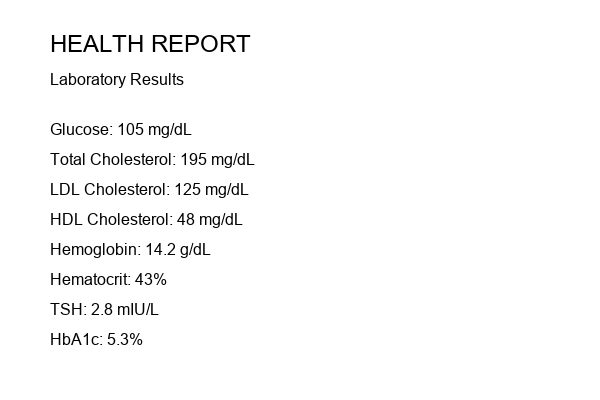 HEALTH REPORT
Laboratory Results
Glucose: 105 mg/dL
Total Cholesterol: 195 mg/dL
LDL Cholesterol: 125 mg/dL
HDL Cholesterol: 48 mg/dL
Hemoglobin: 14.2 g/dL
Hematocrit: 43%
TSH: 2.8 mIU/L
HbA1c: 5.3%